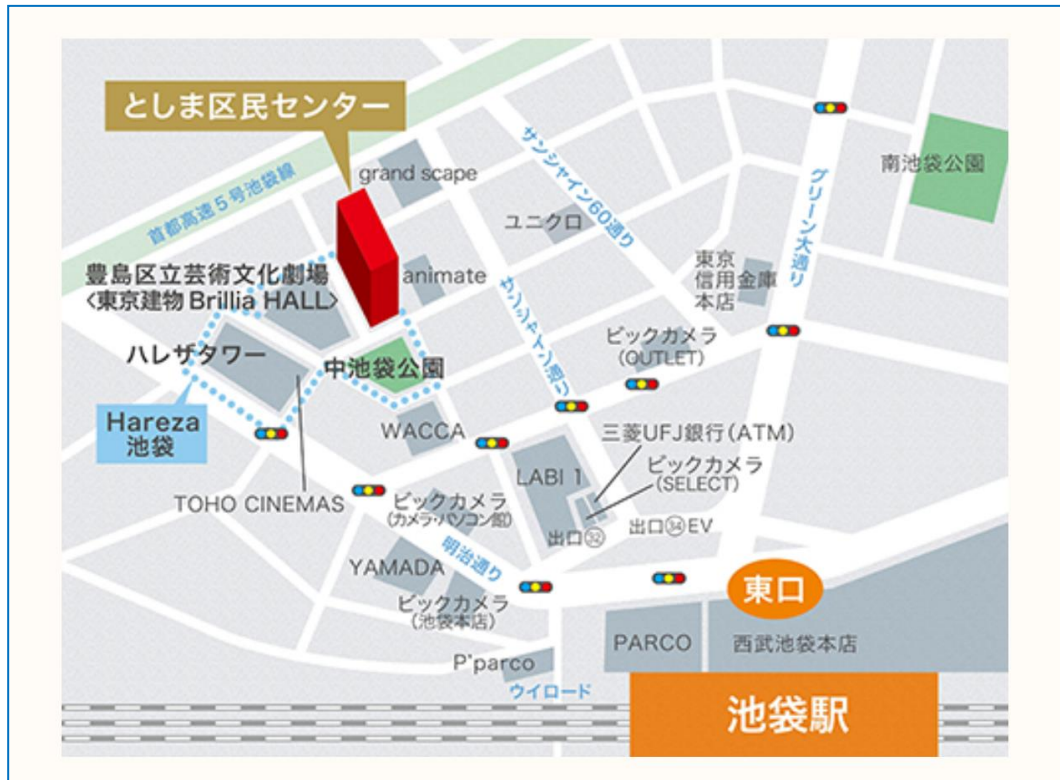 としま区民センター
grand scape
首都高速5号池袋線
サンシャイン60通り
グリーン大通り
南池袋公園
ユニクロ
豊島区立芸術文化劇場
〈東京建物 Brillia HALL〉
animate
東京
信用金庫
本店
サンシャイン通り
ビックカメラ
(OUTLET)
ハレザタワー
中池袋公園
Hareza
池袋
WACCA
三菱UFJ銀行(ATM)
ビックカメラ
(SELECT)
LABI 1
TOHO CINEMAS
ビックカメラ
(カメラ・パソコン館)
出口㉜
出口㉞EV
明治通り
YAMADA
ビックカメラ
(池袋本店)
東口
PARCO
西武池袋本店
P'parco
ウイロード
池袋駅